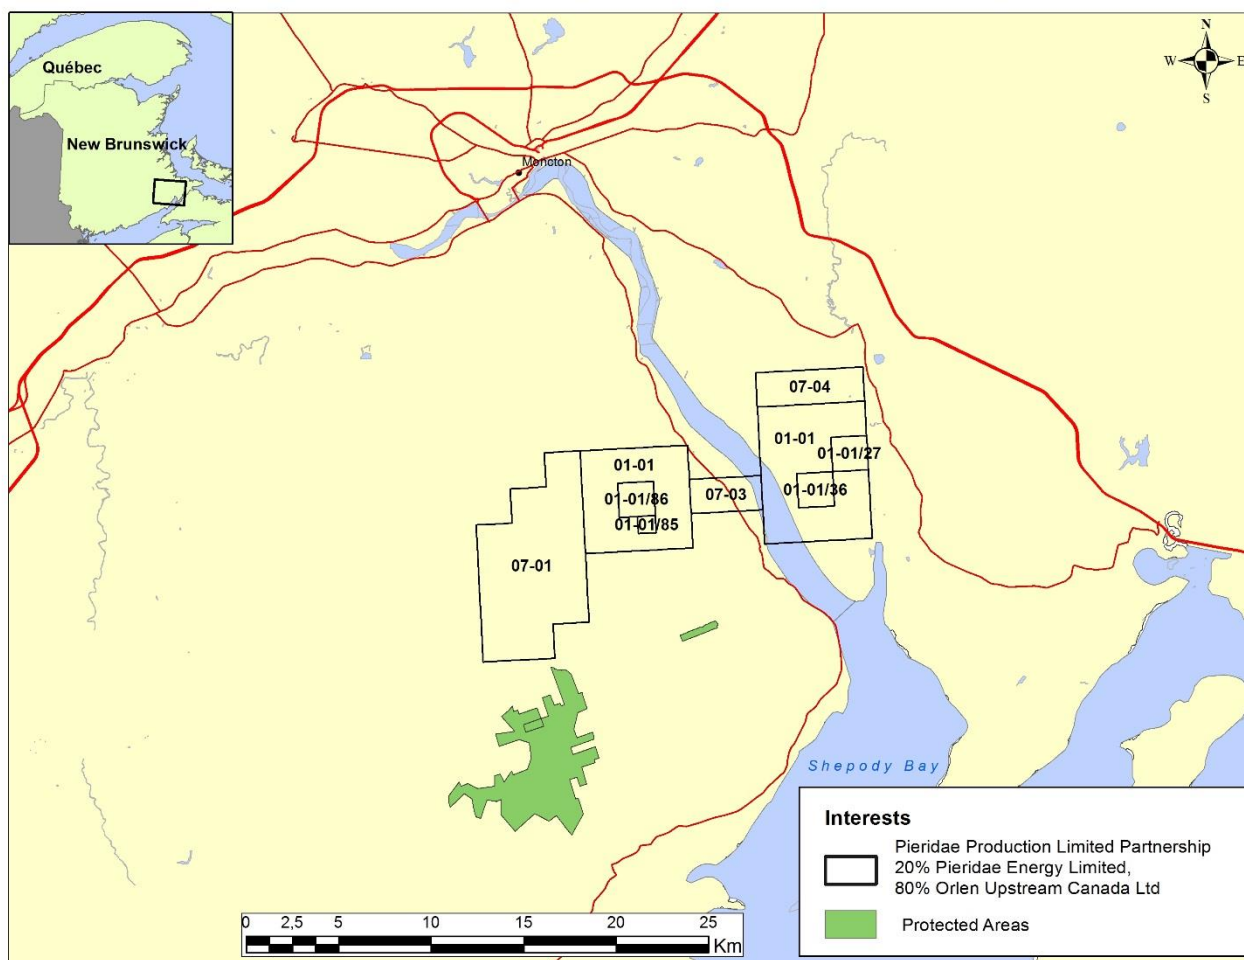 Québec
New Brunswick
N
W E
S
Moncton
07-04
01-01
01-01/27
01-01/36
01-01
01-01/86
01-01/85
07-03
07-01
Shepody Bay
Interests
Pieridae Production Limited Partnership
20% Pieridae Energy Limited,
80% Orlen Upstream Canada Ltd
Protected Areas
0 2,5 5 10 15 20 25
Km